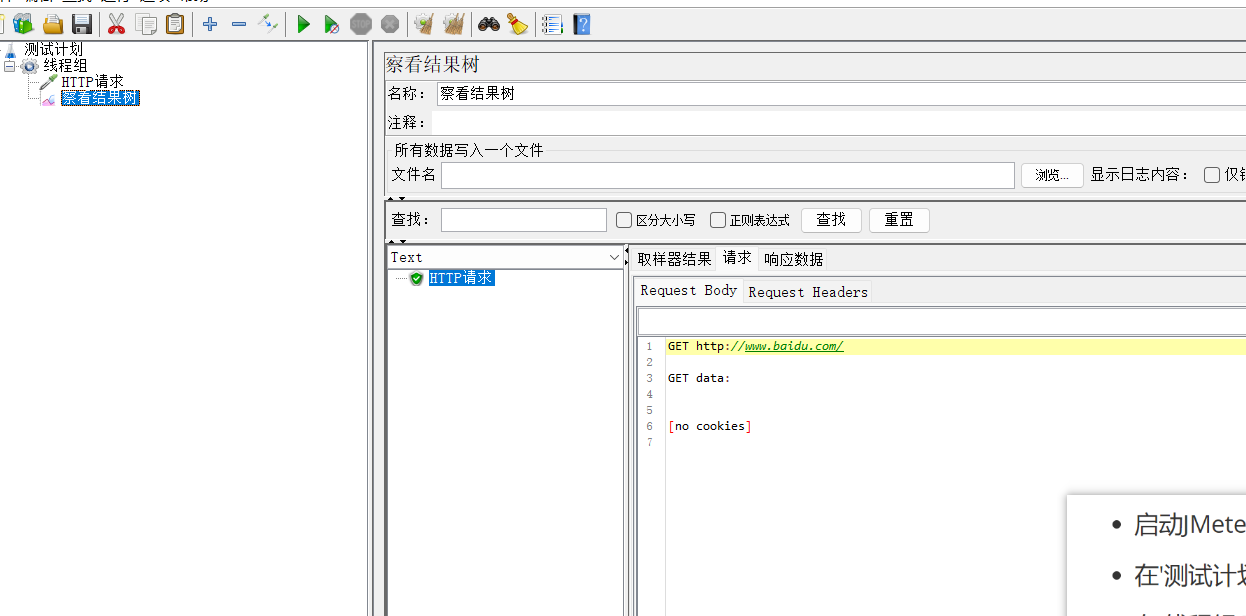 STOP
测试计划
线程组
HTTP请求
察看结果树
察看结果树
名称： 察看结果树
注释：
所有数据写入一个文件
文件名 浏览... 显示日志内容： 仅
查找： 区分大小写 正则表达式 查找 重置
Text
HTTP请求
取样器结果 请求 响应数据
Request Body Request Headers
1 GET http://www.baidu.com/
2
3 GET data:
4
5
6 [no cookies]
7
• 启动JMete
• 在'测试计